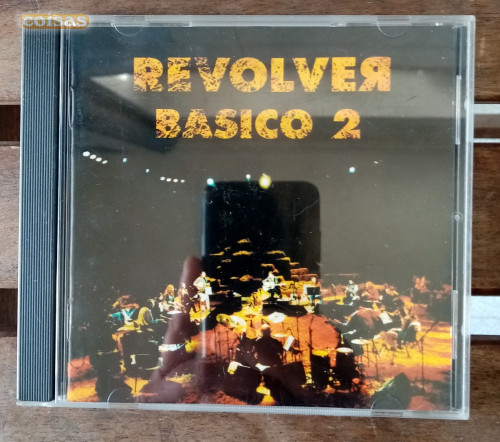 coisas
REVOLVEЯ
BASICO 2